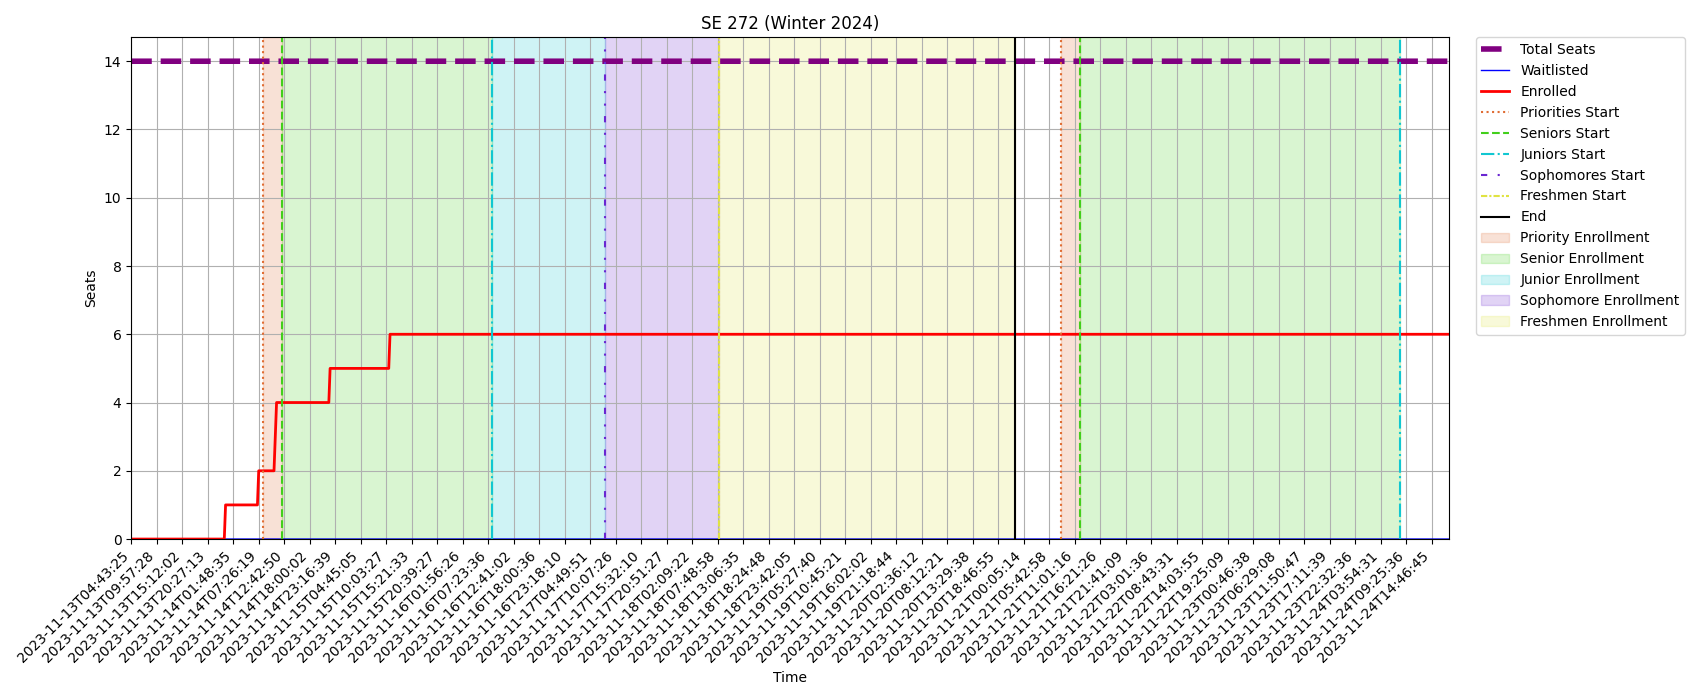 SE 272 (Winter 2024)
Seats
14
12
10
8
6
4
2
0
2023-11-13T04:43:25
2023-11-13T09:57:28
2023-11-13T15:12:02
2023-11-13T20:27:13
2023-11-14T01:48:35
2023-11-14T07:26:19
2023-11-14T12:42:50
2023-11-14T18:00:02
2023-11-14T23:16:39
2023-11-15T04:45:05
2023-11-15T10:03:27
2023-11-15T15:21:33
2023-11-15T20:39:27
2023-11-16T01:56:26
2023-11-16T07:23:36
2023-11-16T12:41:02
2023-11-16T18:00:36
2023-11-16T23:18:10
2023-11-17T04:49:51
2023-11-17T10:07:26
2023-11-17T15:32:10
2023-11-17T20:51:27
2023-11-18T02:09:22
2023-11-18T07:48:58
2023-11-18T13:06:35
2023-11-18T18:24:48
2023-11-18T23:42:05
2023-11-19T05:27:40
2023-11-19T10:45:21
2023-11-19T16:02:02
2023-11-19T21:18:44
2023-11-20T02:36:12
2023-11-20T08:12:21
2023-11-20T13:29:38
2023-11-20T18:46:55
2023-11-21T00:05:14
2023-11-21T05:42:58
2023-11-21T11:01:16
2023-11-21T16:21:26
2023-11-21T21:41:09
2023-11-22T03:01:36
2023-11-22T08:43:31
2023-11-22T14:03:55
2023-11-22T19:25:09
2023-11-23T00:46:38
2023-11-23T06:29:08
2023-11-23T11:50:47
2023-11-23T17:11:39
2023-11-23T22:32:36
2023-11-24T03:54:31
2023-11-24T09:25:36
2023-11-24T14:46:45
Time
Total Seats
Waitlisted
Enrolled
Priorities Start
Seniors Start
Juniors Start
Sophomores Start
Freshmen Start
End
Priority Enrollment
Senior Enrollment
Junior Enrollment
Sophomore Enrollment
Freshmen Enrollment